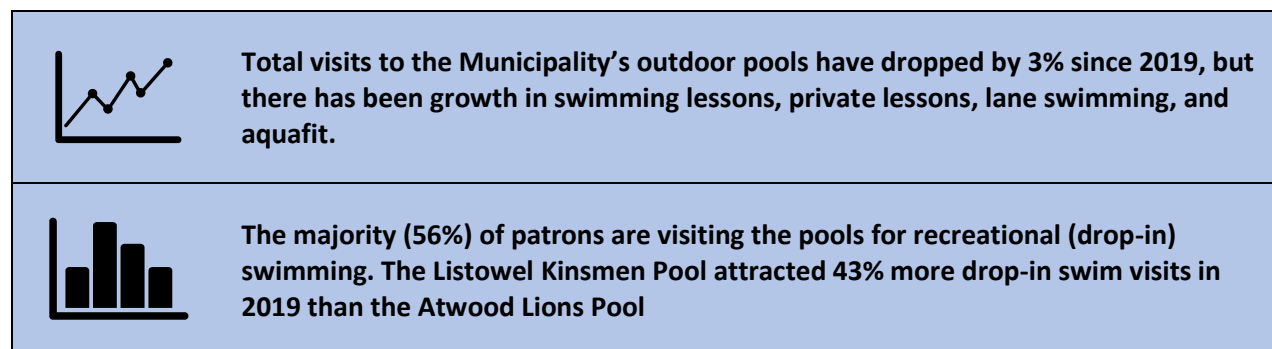 Total visits to the Municipality’s outdoor pools have dropped by 3% since 2019, but
there has been growth in swimming lessons, private lessons, lane swimming, and
aquafit.
The majority (56%) of patrons are visiting the pools for recreational (drop-in)
swimming. The Listowel Kinsmen Pool attracted 43% more drop-in swim visits in
2019 than the Atwood Lions Pool